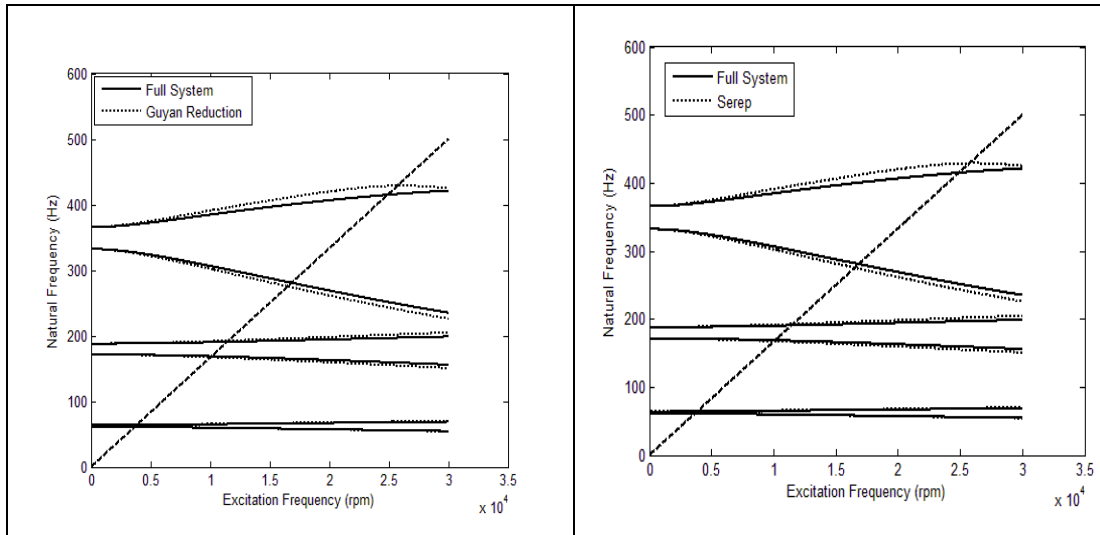 600
500
400
300
200
100
0
Natural Frequency (Hz)
Full System
Guyan Reduction
0 0.5 1 1.5 2 2.5 3 3.5
Excitation Frequency (rpm)
x 10^4
600
500
400
300
200
100
0
Natural Frequency (Hz)
Full System
Serep
0 0.5 1 1.5 2 2.5 3 3.5
Excitation Frequency (rpm)
x 10^4